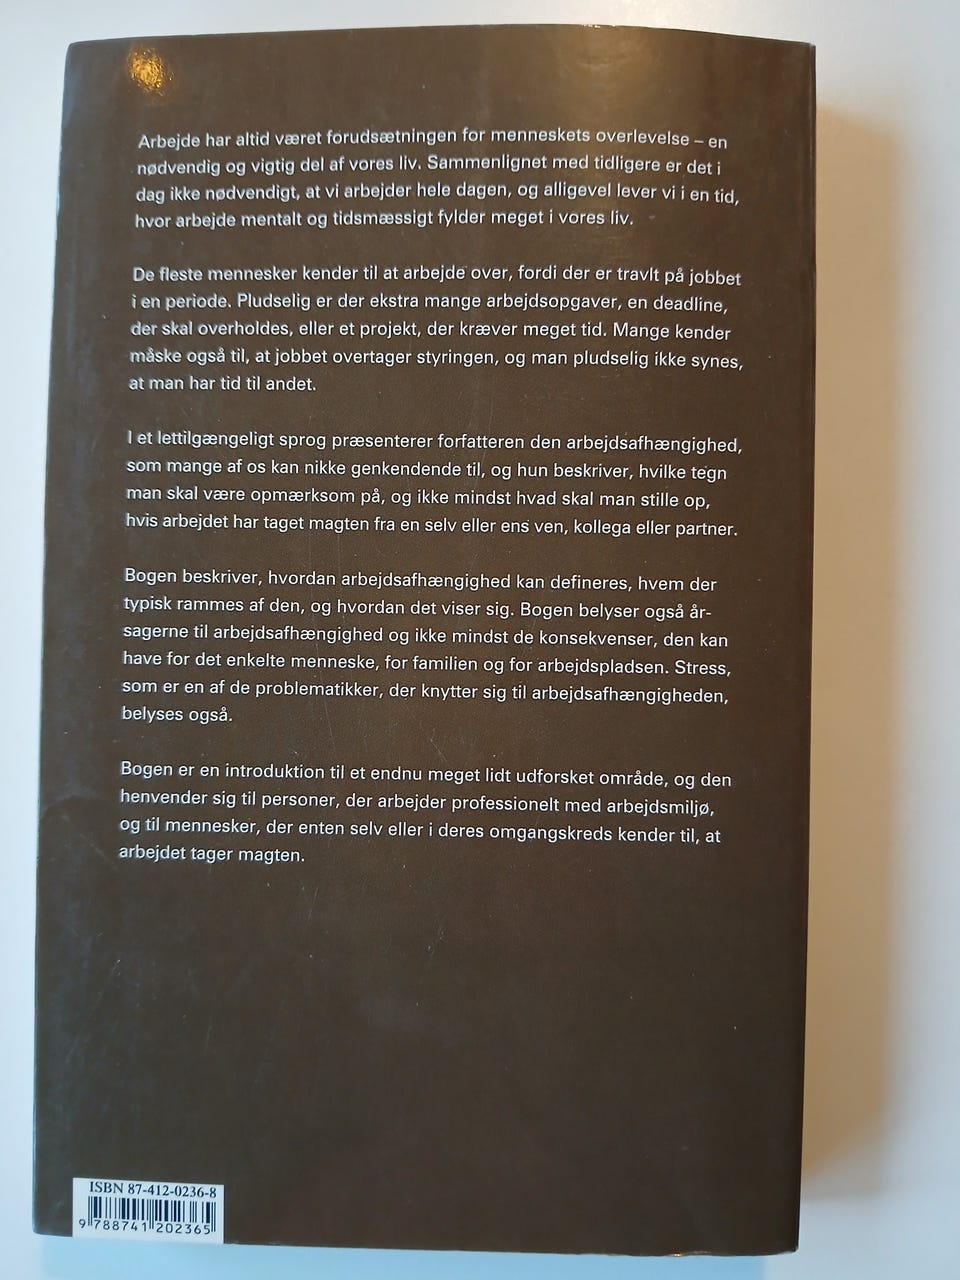 Arbejde har altid været forudsætningen for menneskets overlevelse – en
nødvendig og vigtig del af vores liv. Sammenlignet med tidligere er det i
dag ikke nødvendigt, at vi arbejder hele dagen, og alligevel lever vi i en tid,
hvor arbejde mentalt og tidsmæssigt fylder meget i vores liv.
De fleste mennesker kender til at arbejde over, fordi der er travlt på jobbet
i en periode. Pludselig er der ekstra mange arbejdsopgaver, en deadline,
der skal overholdes, eller et projekt, der kræver meget tid. Mange kender
måske også til, at jobbet overtager styringen, og man pludselig ikke synes,
at man har tid til andet.
I et lettilgængeligt sprog præsenterer forfatteren den arbejdsafhængighed,
som mange af os kan nikke genkendende til, og hun beskriver, hvilke tegn
man skal være opmærksom på, og ikke mindst hvad skal man stille op,
hvis arbejdet har taget magten fra en selv eller ens ven, kollega eller partner.
Bogen beskriver, hvordan arbejdsafhængighed kan defineres, hvem der
typisk rammes af den, og hvordan det viser sig. Bogen belyser også år-
sagerne til arbejdsafhængighed og ikke mindst de konsekvenser, den kan
have for det enkelte menneske, for familien og for arbejdspladsen. Stress,
som er en af de problematikker, der knytter sig til arbejdsafhængigheden,
belyses også.
Bogen er en introduktion til et endnu meget lidt udforsket område, og den
henvender sig til personer, der arbejder professionelt med arbejdsmiljø,
og til mennesker, der enten selv eller i deres omgangskreds kender til, at
arbejdet tager magten.
ISBN 87-412-0236-8
9 788741 202365